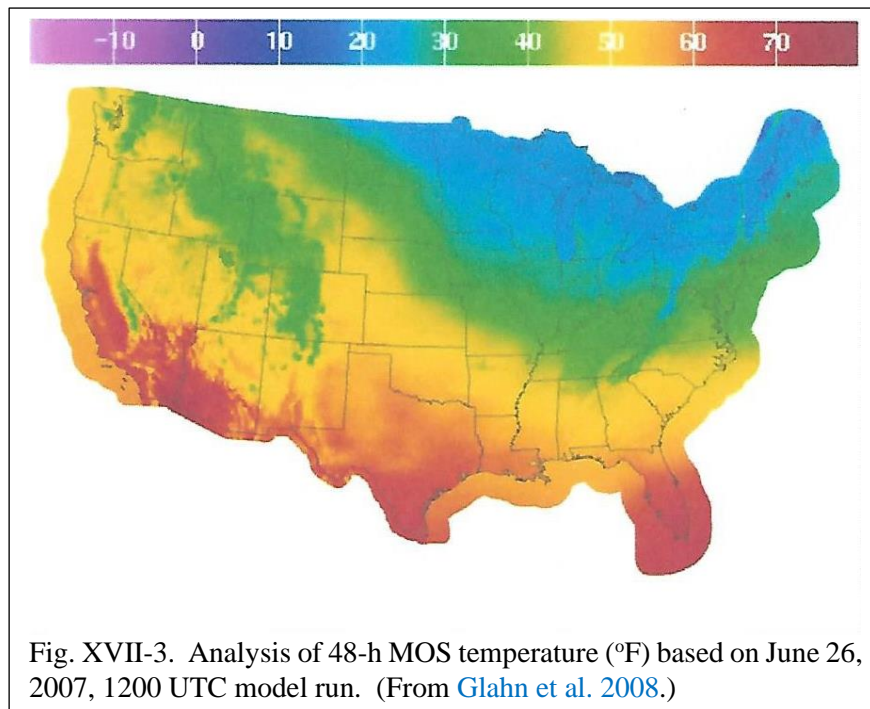 -10 0 10 20 30 40 50 60 70
Fig. XVII-3. Analysis of 48-h MOS temperature (°F) based on June 26,
2007, 1200 UTC model run. (From Glahn et al. 2008.)